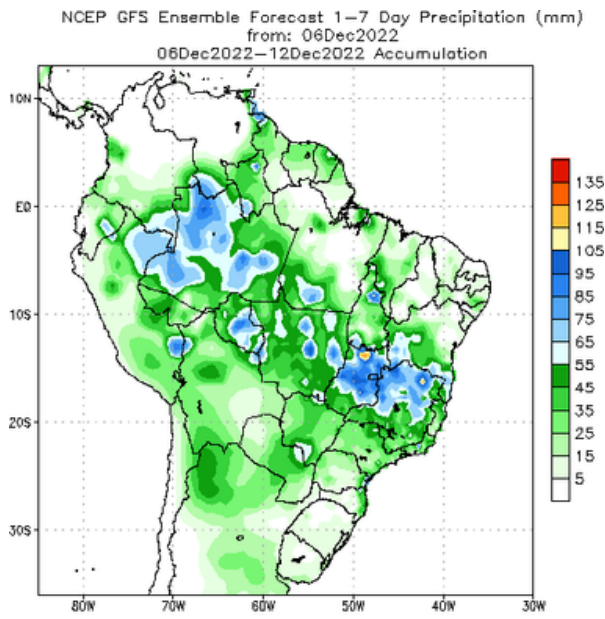 NCEP GFS Ensemble Forecast 1–7 Day Precipitation (mm)
from: 06Dec2022
06Dec2022–12Dec2022 Accumulation
10N
EQ
10S
20S
30S
80W 70W 60W 50W 40W 30W
135
125
115
105
95
85
75
65
55
45
35
25
15
5